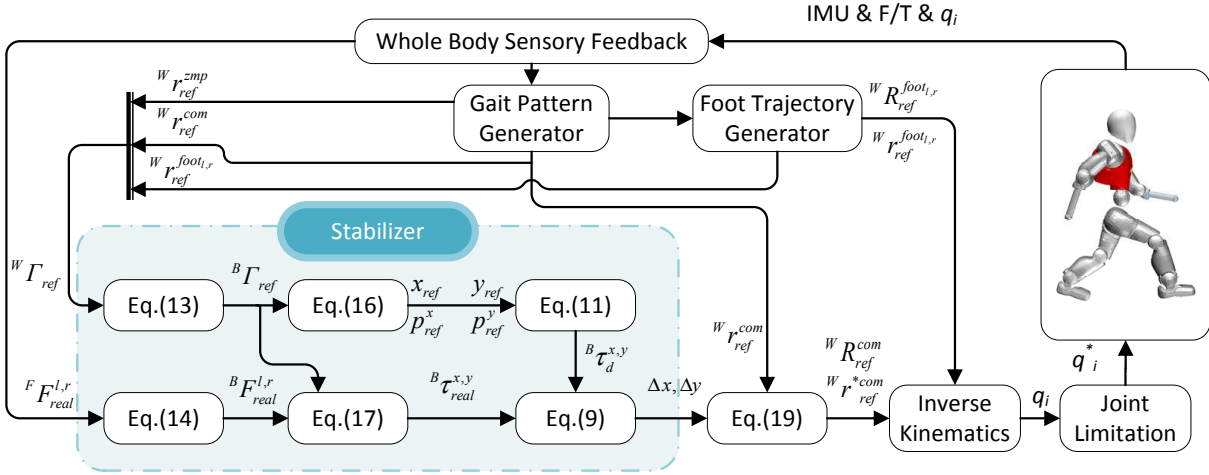 IMU & F/T & q_i
Whole Body Sensory Feedback
^W r_ref^zmp
^W r_ref^com
^W r_ref^foot_l,r
Gait Pattern
Generator
Foot Trajectory
Generator
^W R_ref^foot_l,r
^W r_ref^foot_l,r
Stabilizer
^W Γ_ref
Eq.(13)
^B Γ_ref
Eq.(16)
x_ref y_ref
p_ref^x p_ref^y
Eq.(11)
^B τ_d^x,y
^W r_ref^com
^W R_ref^com
^W r_ref^*com
q_i^*
^F F_real^l,r
Eq.(14)
^B F_real^l,r
Eq.(17)
^B τ_real^x,y
Eq.(9)
Δx,Δy
Eq.(19)
Inverse
Kinematics
q_i
Joint
Limitation